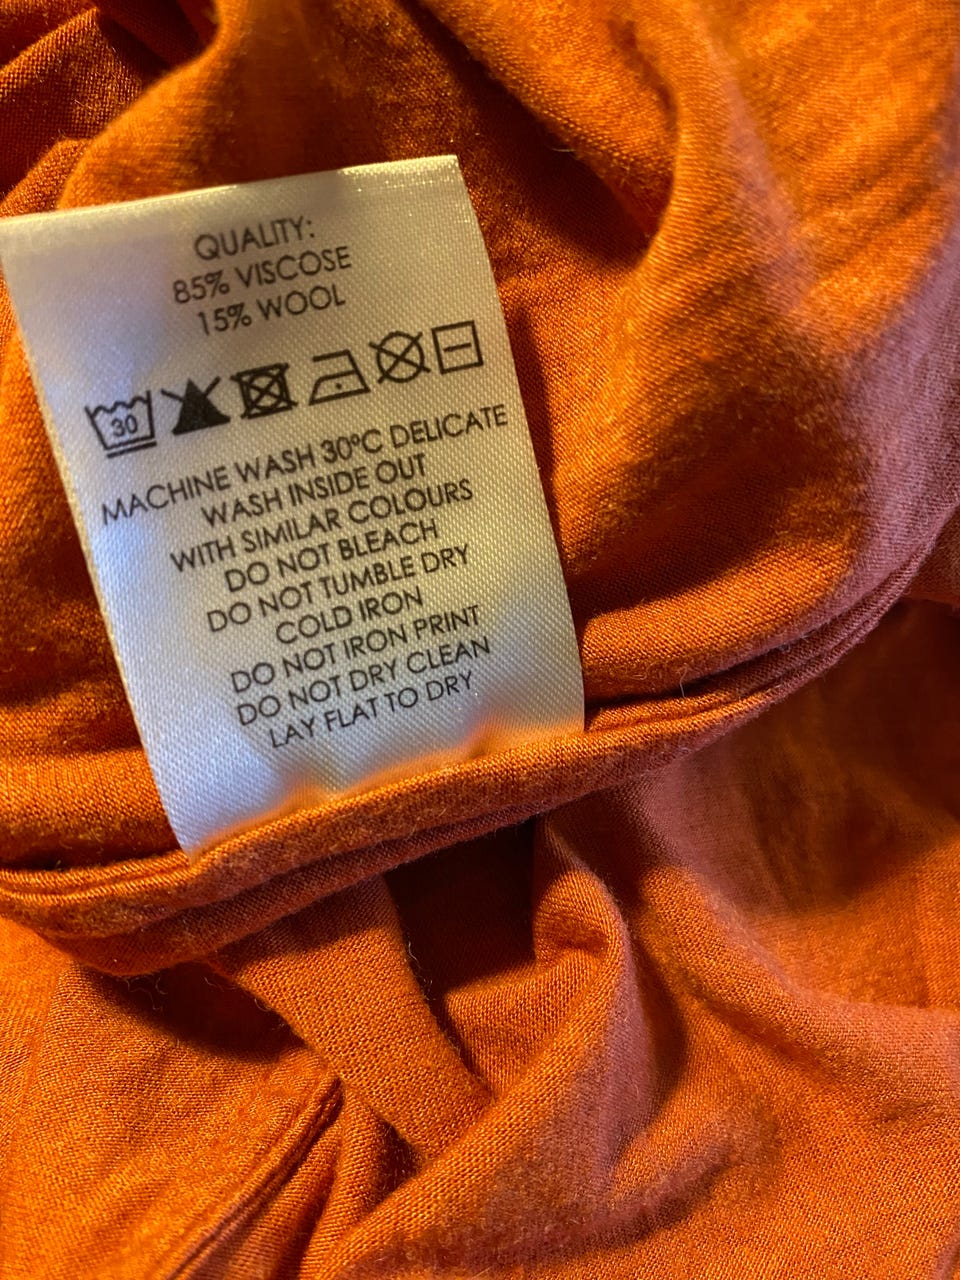 QUALITY:
85% VISCOSE
15% WOOL
30
MACHINE WASH 30°C DELICATE
WASH INSIDE OUT
WITH SIMILAR COLOURS
DO NOT BLEACH
DO NOT TUMBLE DRY
COLD IRON
DO NOT IRON PRINT
DO NOT DRY CLEAN
LAY FLAT TO DRY